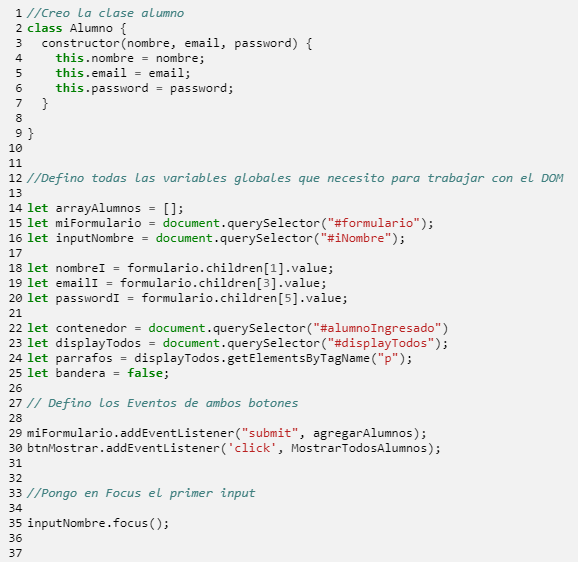 1 //Creo la clase alumno
2 class Alumno {
3   constructor(nombre, email, password) {
4     this.nombre = nombre;
5     this.email = email;
6     this.password = password;
7   }
8
9 }
10
11
12 //Defino todas las variables globales que necesito para trabajar con el DOM
13
14 let arrayAlumnos = [];
15 let miFormulario = document.querySelector("#formulario");
16 let inputNombre = document.querySelector("#iNombre");
17
18 let nombreI = formulario.children[1].value;
19 let emailI = formulario.children[3].value;
20 let passwordI = formulario.children[5].value;
21
22 let contenedor = document.querySelector("#alumnoIngresado")
23 let displayTodos = document.querySelector("#displayTodos");
24 let parrafos = displayTodos.getElementsByTagName("p");
25 let bandera = false;
26
27 // Defino los Eventos de ambos botones
28
29 miFormulario.addEventListener("submit", agregarAlumnos);
30 btnMostrar.addEventListener('click', MostrarTodosAlumnos);
31
32
33 //Pongo en Focus el primer input
34
35 inputNombre.focus();
36
37